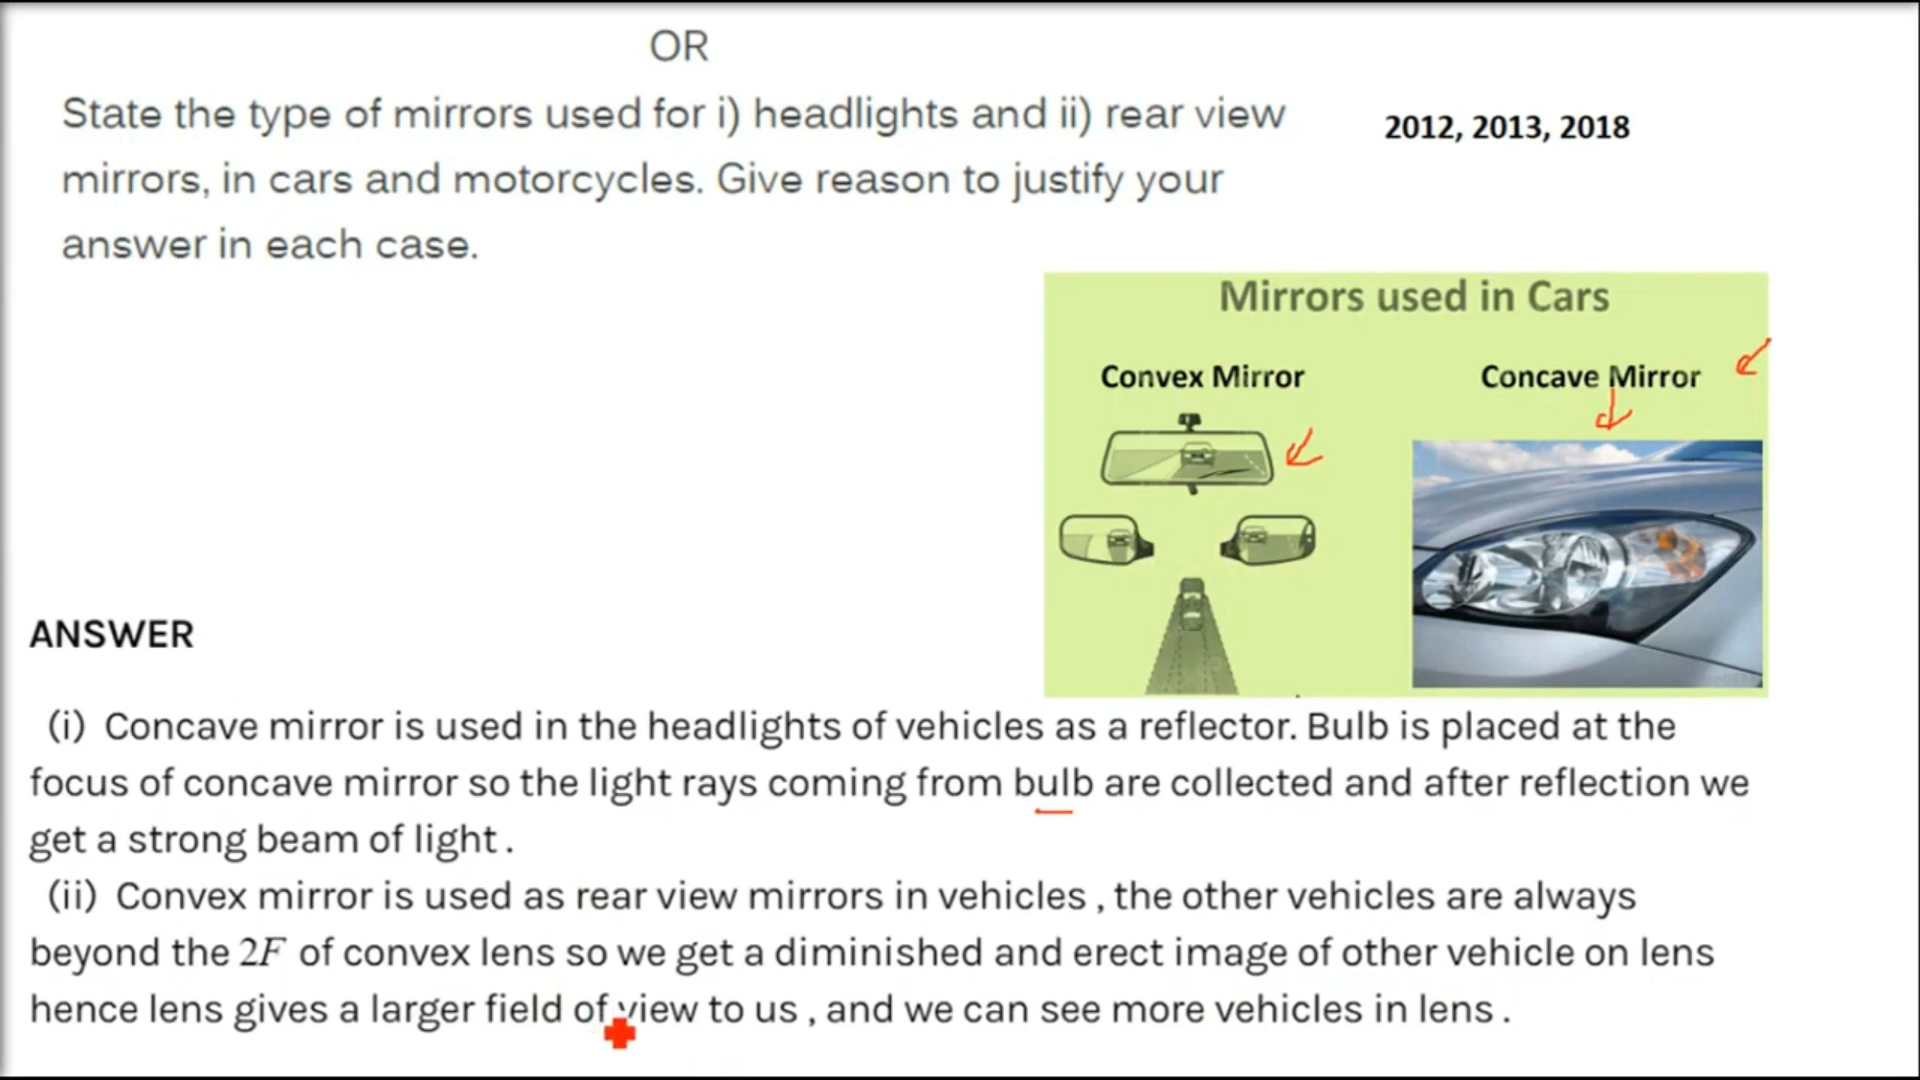 OR
State the type of mirrors used for i) headlights and ii) rear view
2012, 2013, 2018
mirrors, in cars and motorcycles. Give reason to justify your
answer in each case.
Mirrors used in Cars
Convex Mirror
Concave Mirror
ANSWER
(i) Concave mirror is used in the headlights of vehicles as a reflector. Bulb is placed at the
focus of concave mirror so the light rays coming from bulb are collected and after reflection we
get a strong beam of light .
(ii) Convex mirror is used as rear view mirrors in vehicles , the other vehicles are always
beyond the 2F of convex lens so we get a diminished and erect image of other vehicle on lens
hence lens gives a larger field of view to us , and we can see more vehicles in lens .